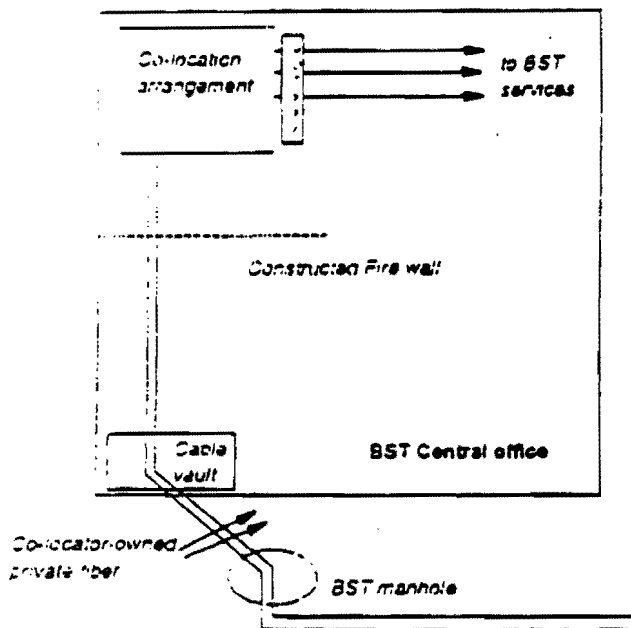 Co-location
arrangement
to BST
services
Constructed Fire wall
Cable
vault
BST Central office
Co-locator-owned
private fiber
BST manhole